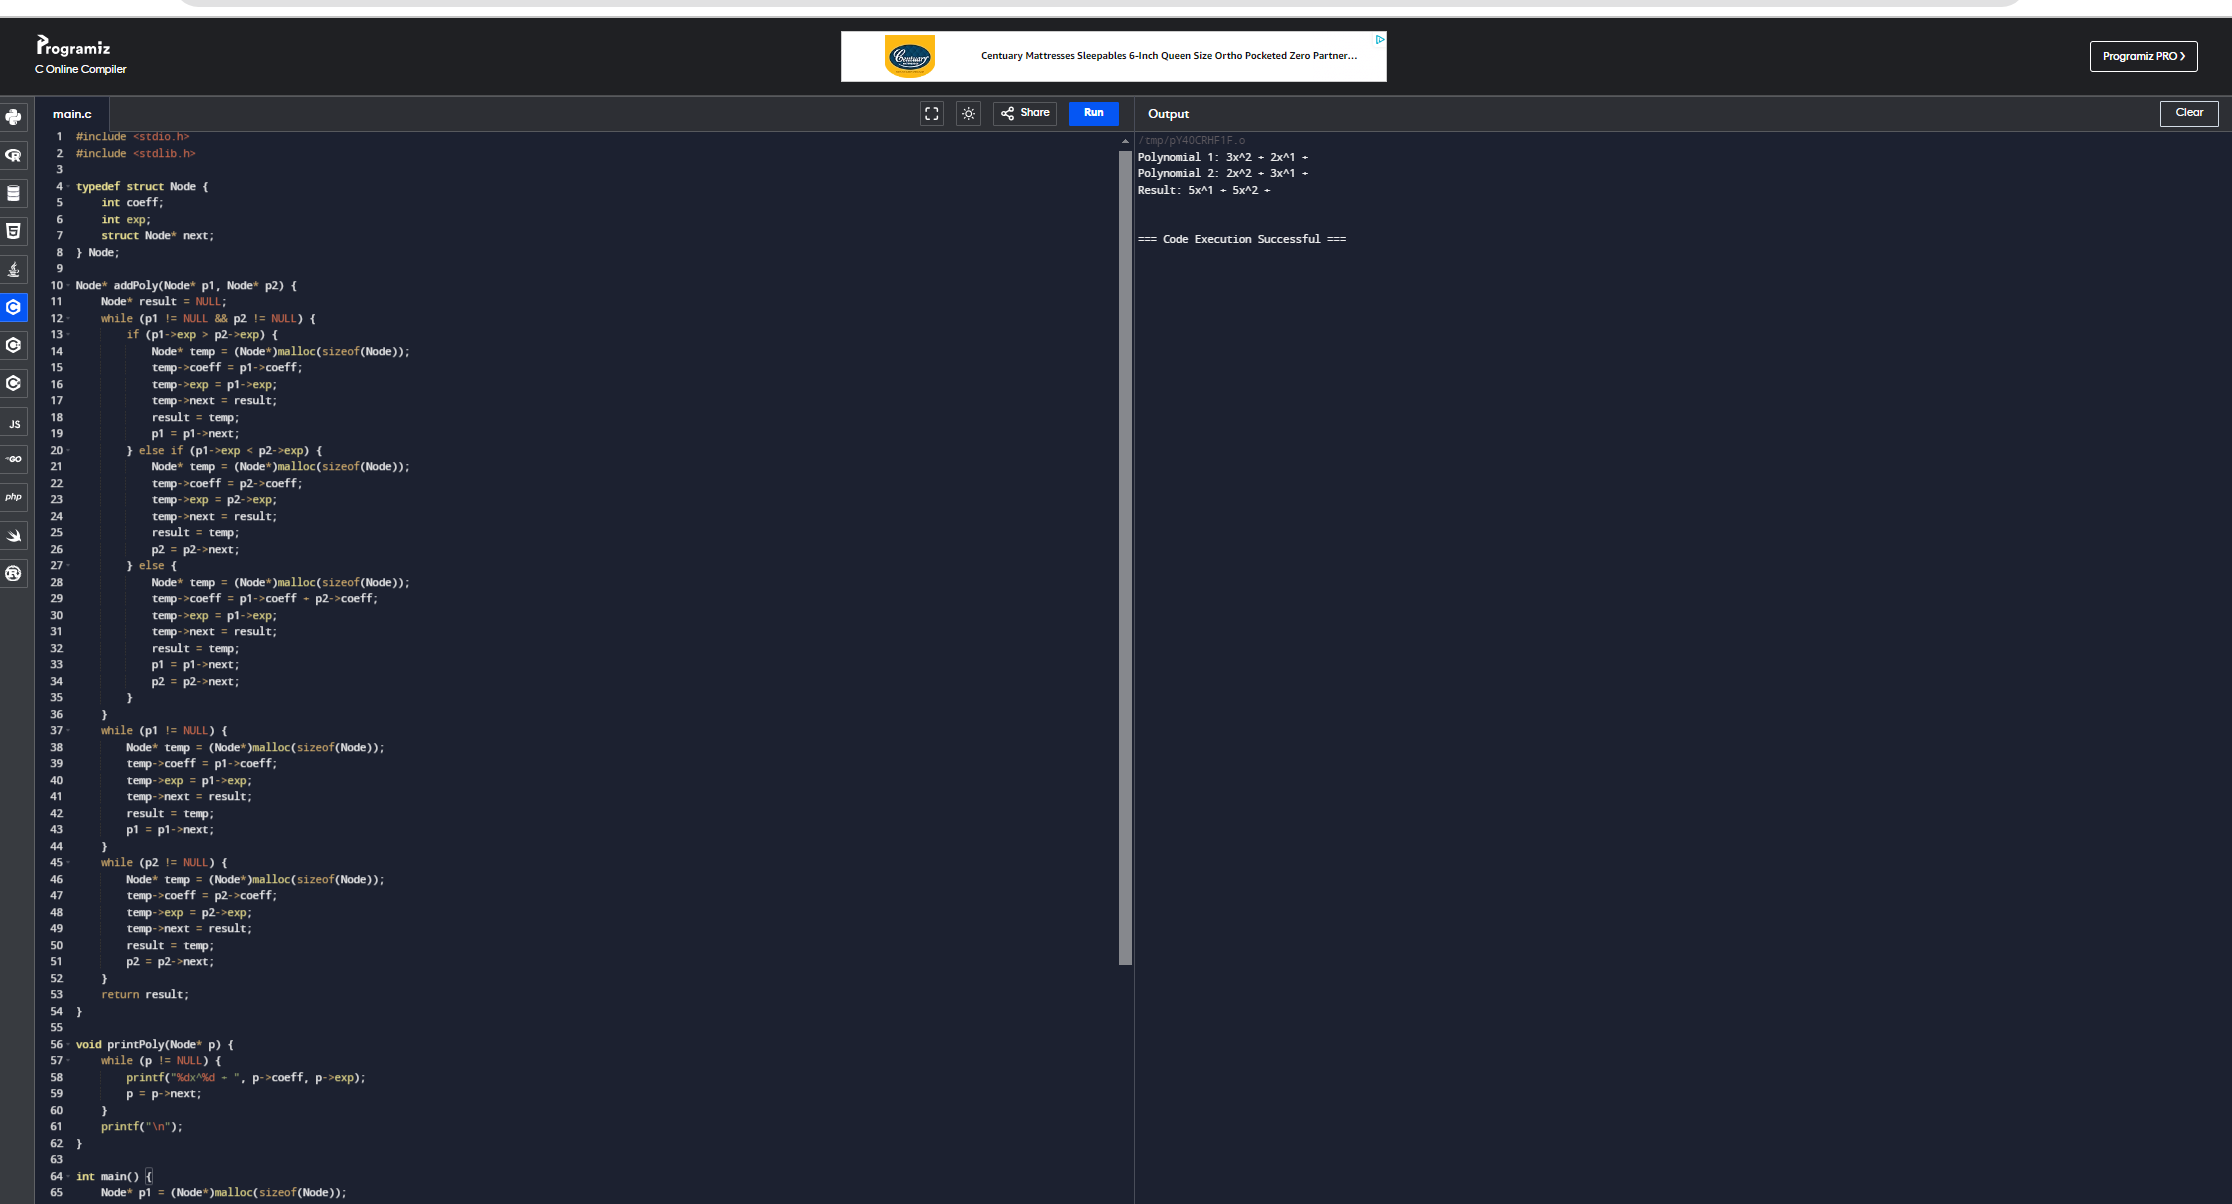 Programiz
C Online Compiler
Centuary
Centuary Mattresses Sleepables 6-Inch Queen Size Ortho Pocketed Zero Partner...
Programiz PRO >
main.c
Share
Run
Output
Clear
JS
GO
php
1 #include <stdio.h>
2 #include <stdlib.h>
3
4 typedef struct Node {
5     int coeff;
6     int exp;
7     struct Node* next;
8 } Node;
9
10 Node* addPoly(Node* p1, Node* p2) {
11     Node* result = NULL;
12     while (p1 != NULL && p2 != NULL) {
13         if (p1->exp > p2->exp) {
14             Node* temp = (Node*)malloc(sizeof(Node));
15             temp->coeff = p1->coeff;
16             temp->exp = p1->exp;
17             temp->next = result;
18             result = temp;
19             p1 = p1->next;
20         } else if (p1->exp < p2->exp) {
21             Node* temp = (Node*)malloc(sizeof(Node));
22             temp->coeff = p2->coeff;
23             temp->exp = p2->exp;
24             temp->next = result;
25             result = temp;
26             p2 = p2->next;
27         } else {
28             Node* temp = (Node*)malloc(sizeof(Node));
29             temp->coeff = p1->coeff + p2->coeff;
30             temp->exp = p1->exp;
31             temp->next = result;
32             result = temp;
33             p1 = p1->next;
34             p2 = p2->next;
35         }
36     }
37     while (p1 != NULL) {
38         Node* temp = (Node*)malloc(sizeof(Node));
39         temp->coeff = p1->coeff;
40         temp->exp = p1->exp;
41         temp->next = result;
42         result = temp;
43         p1 = p1->next;
44     }
45     while (p2 != NULL) {
46         Node* temp = (Node*)malloc(sizeof(Node));
47         temp->coeff = p2->coeff;
48         temp->exp = p2->exp;
49         temp->next = result;
50         result = temp;
51         p2 = p2->next;
52     }
53     return result;
54 }
55
56 void printPoly(Node* p) {
57     while (p != NULL) {
58         printf("%dx^%d + ", p->coeff, p->exp);
59         p = p->next;
60     }
61     printf("\n");
62 }
63
64 int main() {
65     Node* p1 = (Node*)malloc(sizeof(Node));
/tmp/pY40CRHF1F.o
Polynomial 1: 3x^2 + 2x^1 +
Polynomial 2: 2x^2 + 3x^1 +
Result: 5x^1 + 5x^2 +
=== Code Execution Successful ===